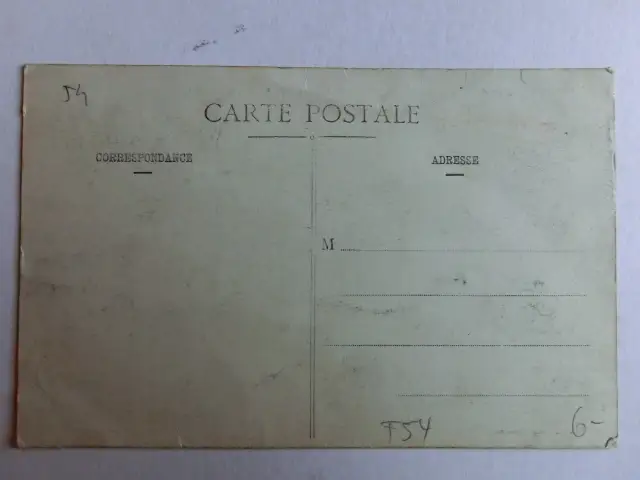 54
CARTE POSTALE
CORRESPONDANCE
ADRESSE
M
F54
6-